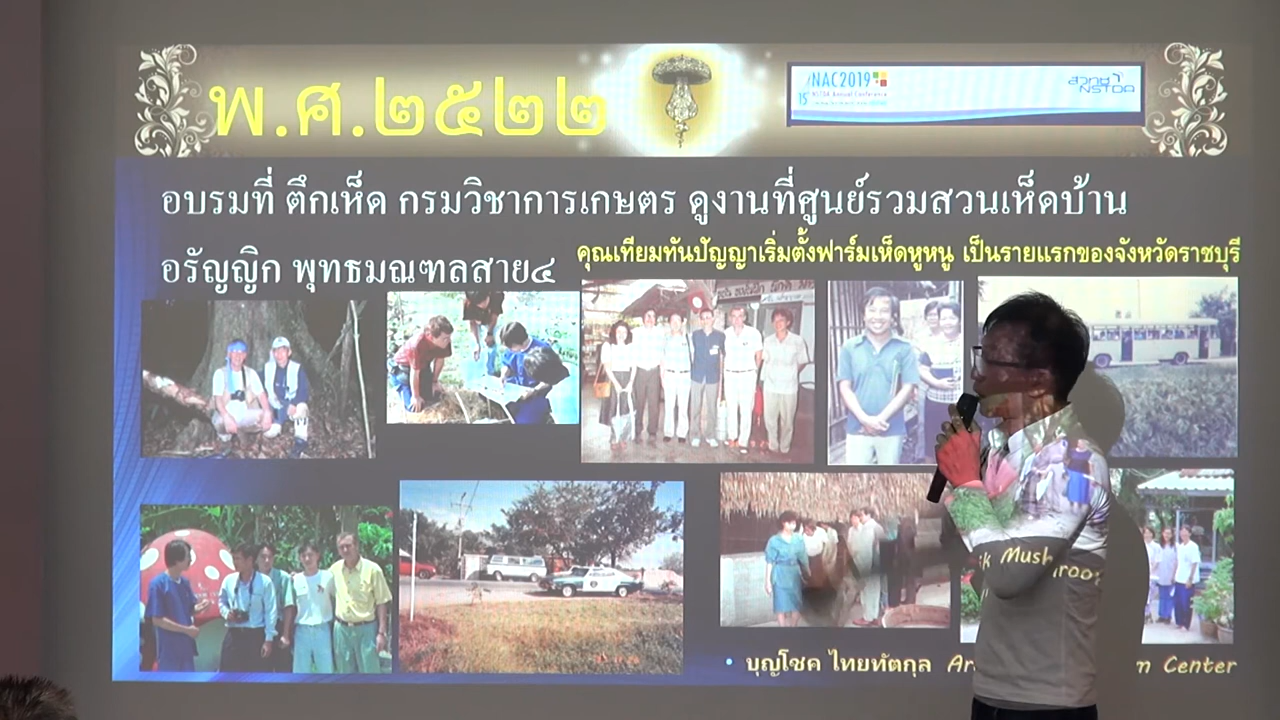 พ.ศ.๒๕๒๒
NAC2019
15th NSTDA Annual Conference
สวทช
NSTDA
อบรมที่ ตึกเห็ด กรมวิชาการเกษตร ดูงานที่ศูนย์รวมสวนเห็ดบ้าน
อรัญญิก พุทธมณฑลสาย๔
คุณเทียมทันปัญญาเริ่มตั้งฟาร์มเห็ดหูหนู เป็นรายแรกของจังหวัดราชบุรี
Mushroo
• บุญโชค ไทยทัตกุล Ar
Center